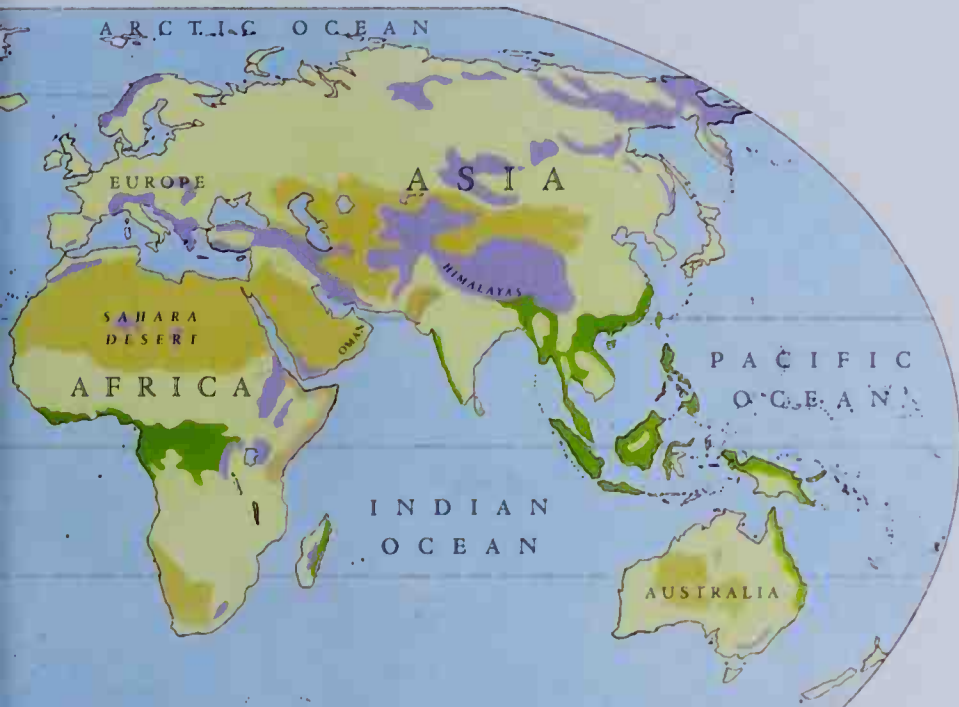 ARCTIC OCEAN
EUROPE
ASIA
HIMALAYAS
SAHARA
DESERT
OMAN
AFRICA
PACIFIC
OCEAN
INDIAN
OCEAN
AUSTRALIA